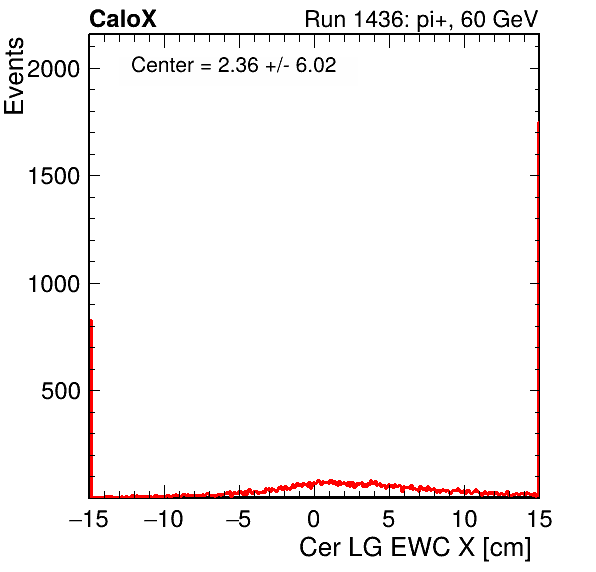 CaloX Run 1436: pi+, 60 GeV
Center = 2.36 +/- 6.02
Events
2000
1500
1000
500
−15 −10 −5 0 5 10 15
Cer LG EWC X [cm]